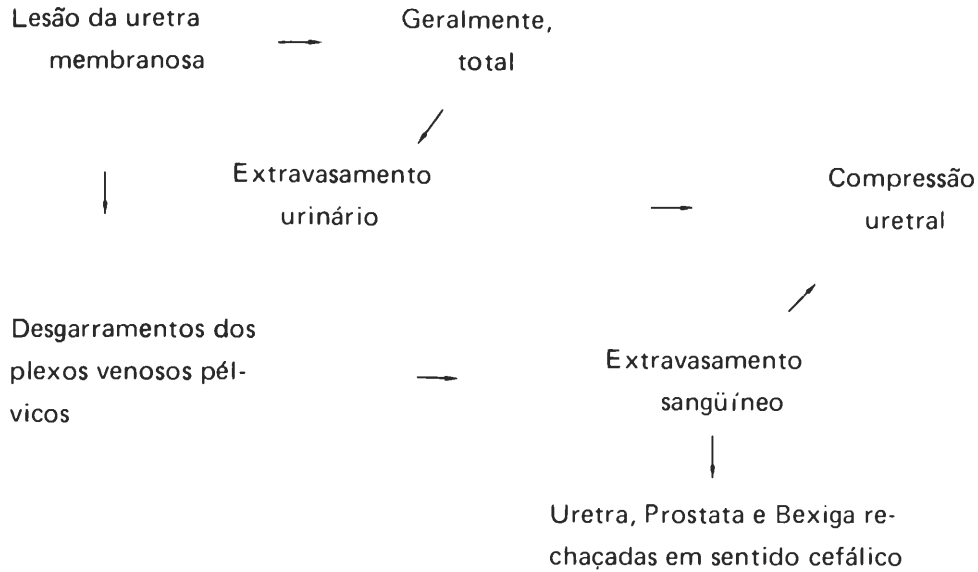 Lesão da uretra
membranosa
Geralmente,
total
Extravasamento
urinário
Compressão
uretral
Desgarramentos dos
plexos venosos pél-
vicos
Extravasamento
sangüíneo
Uretra, Prostata e Bexiga re-
chaçadas em sentido cefálico